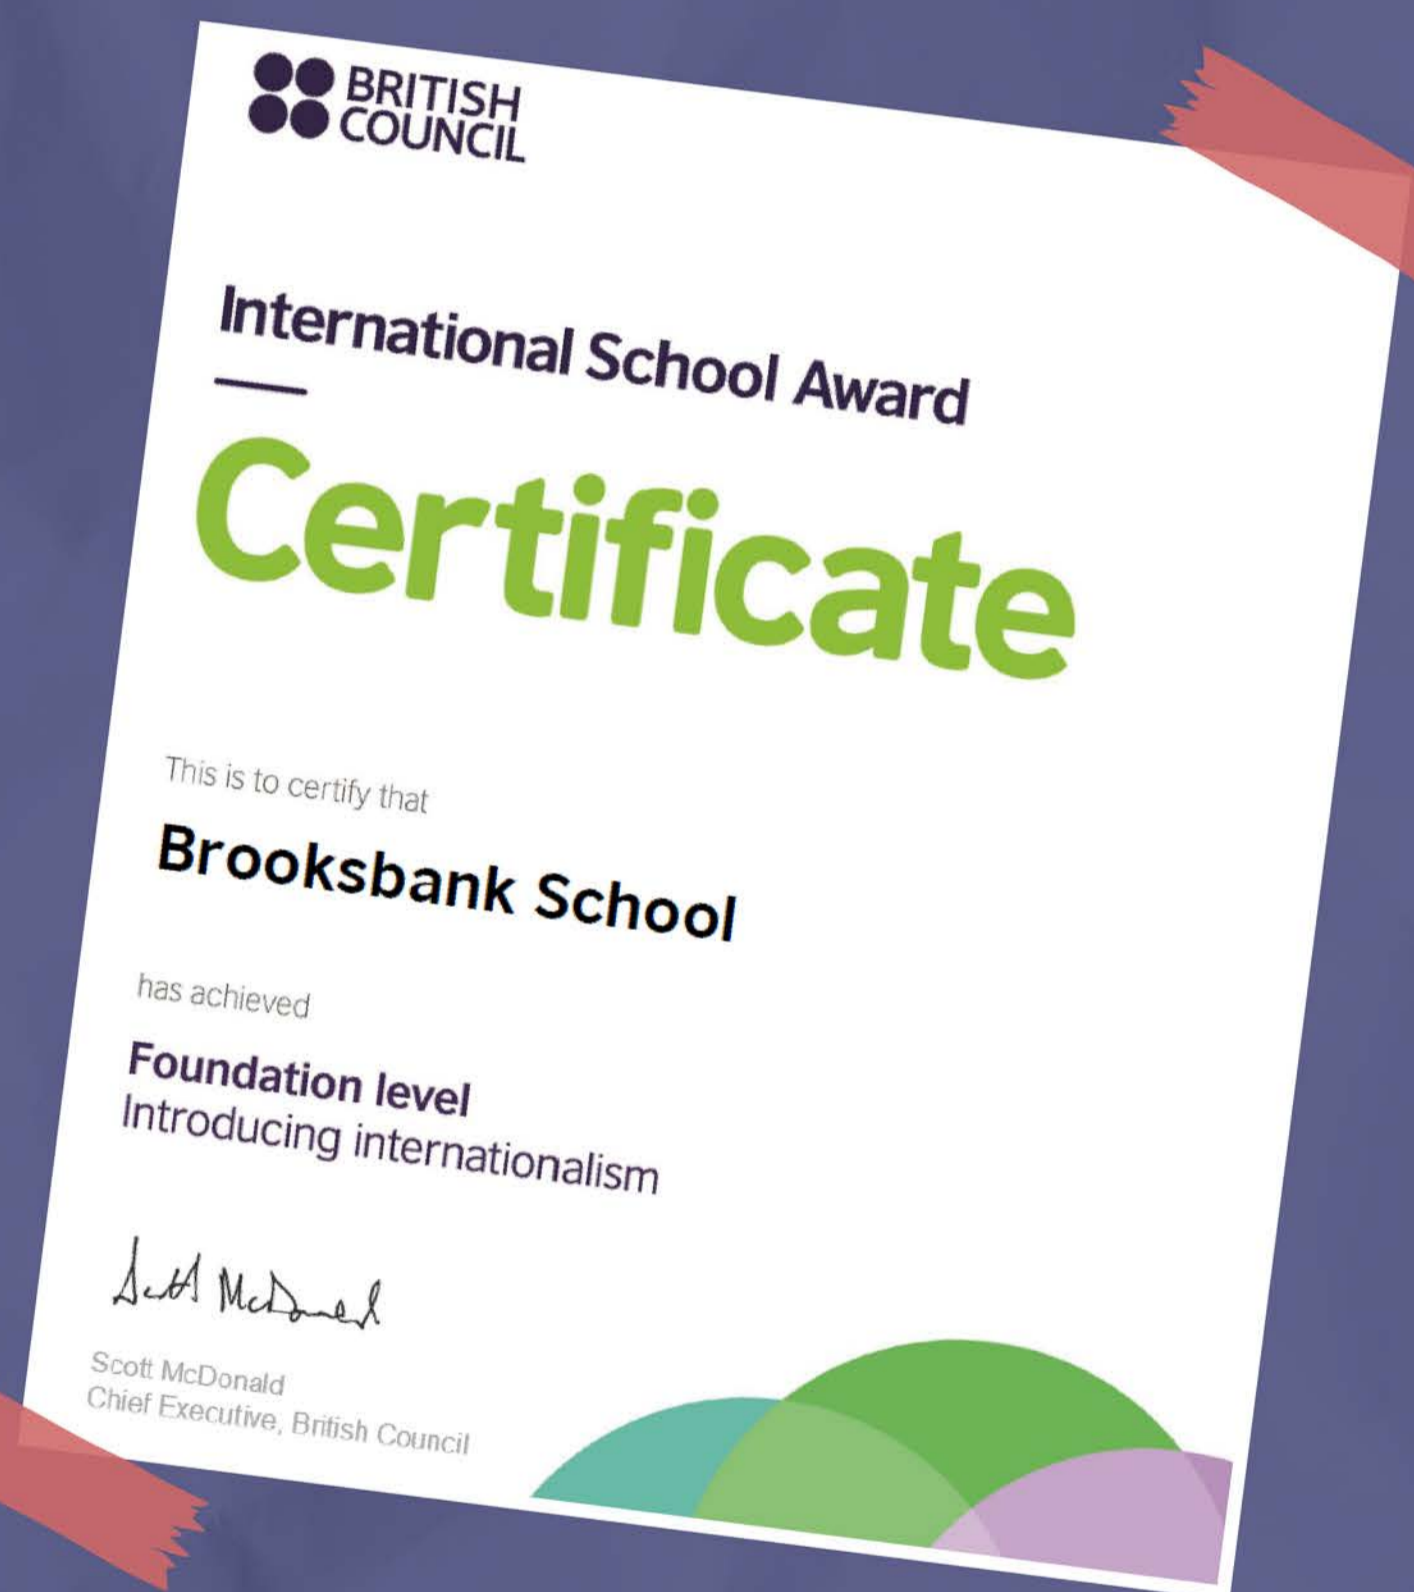 BRITISH
COUNCIL
International School Award
Certificate
This is to certify that
Brooksbank School
has achieved
Foundation level
Introducing internationalism
Scott McDonald
Scott McDonald
Chief Executive, British Council